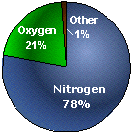 Oxygen
21%
Other
1%
Nitrogen
78%